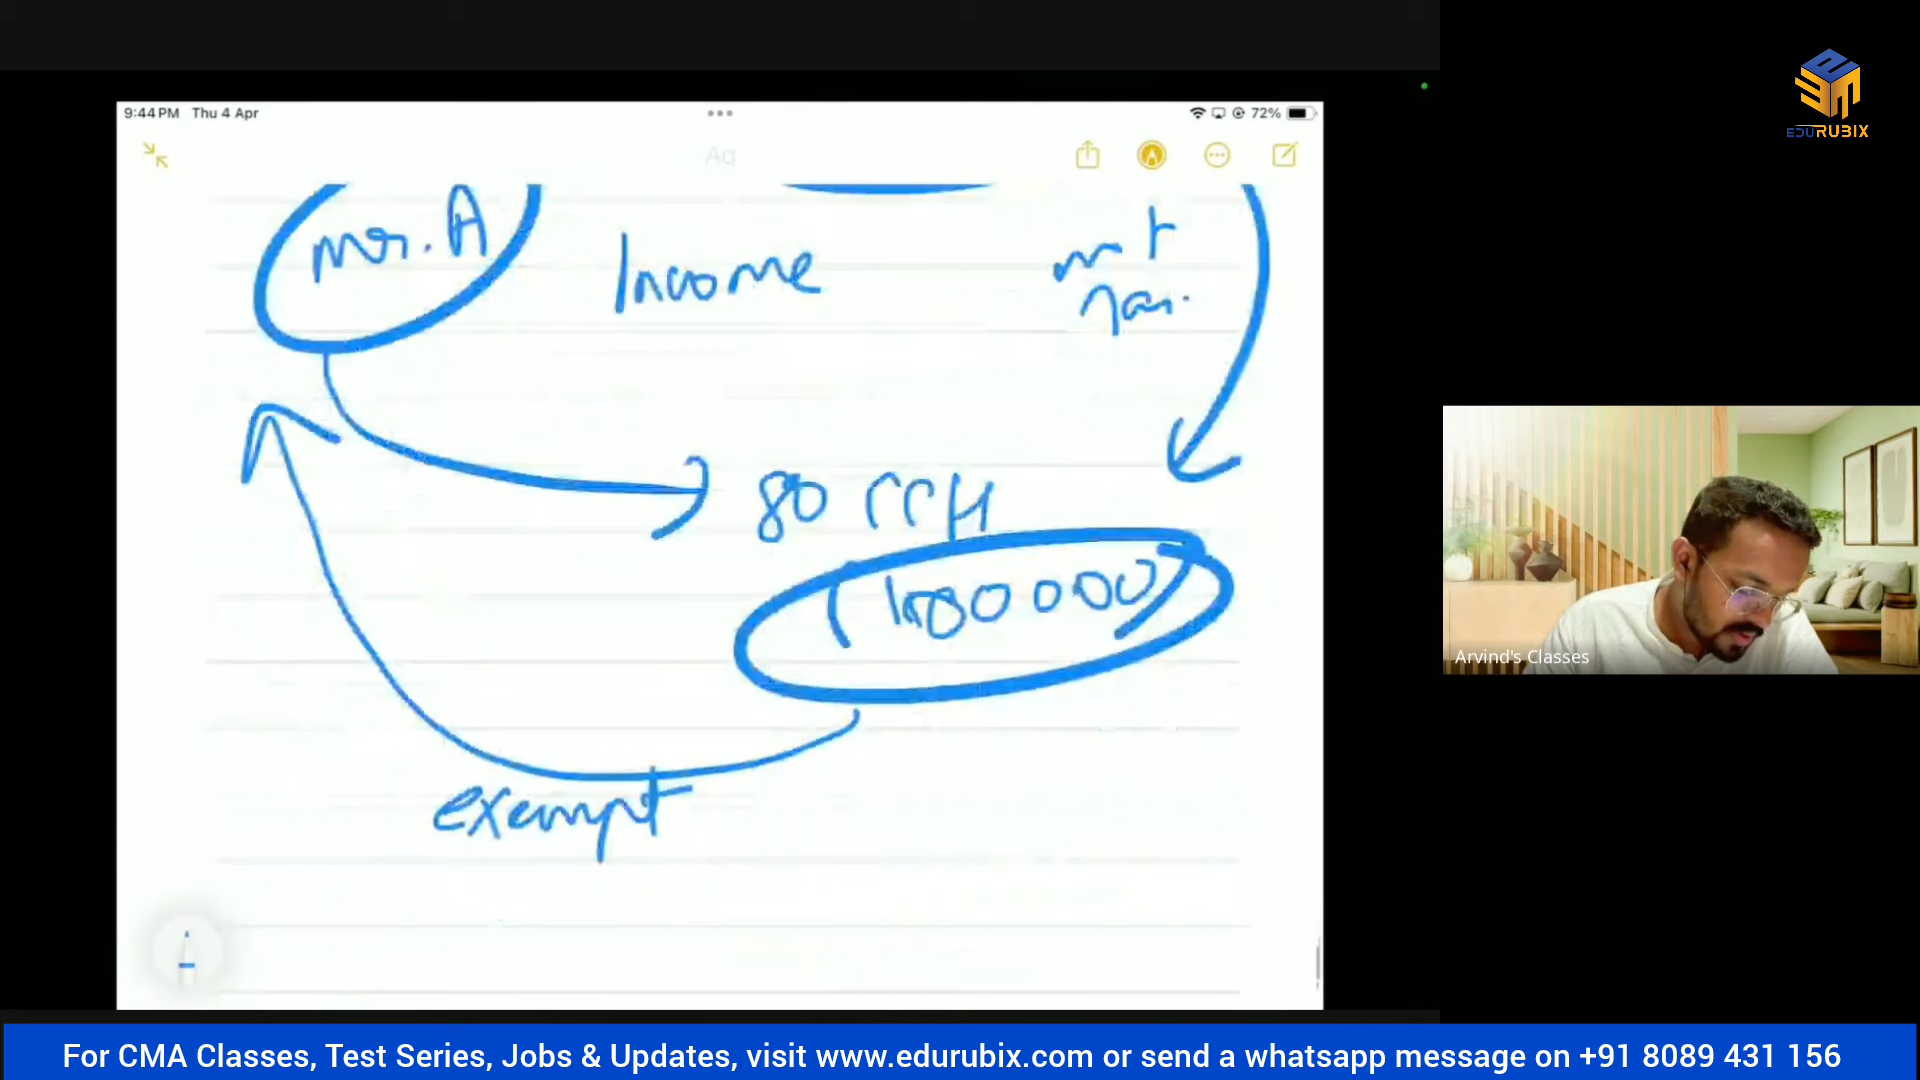 9:44 PM Thu 4 Apr
72%
Aa
EDURUBIX
Mr. A
Income
80 CCH
exempt
Arvind's Classes
For CMA Classes, Test Series, Jobs & Updates, visit www.edurubix.com or send a whatsapp message on +91 8089 431 156